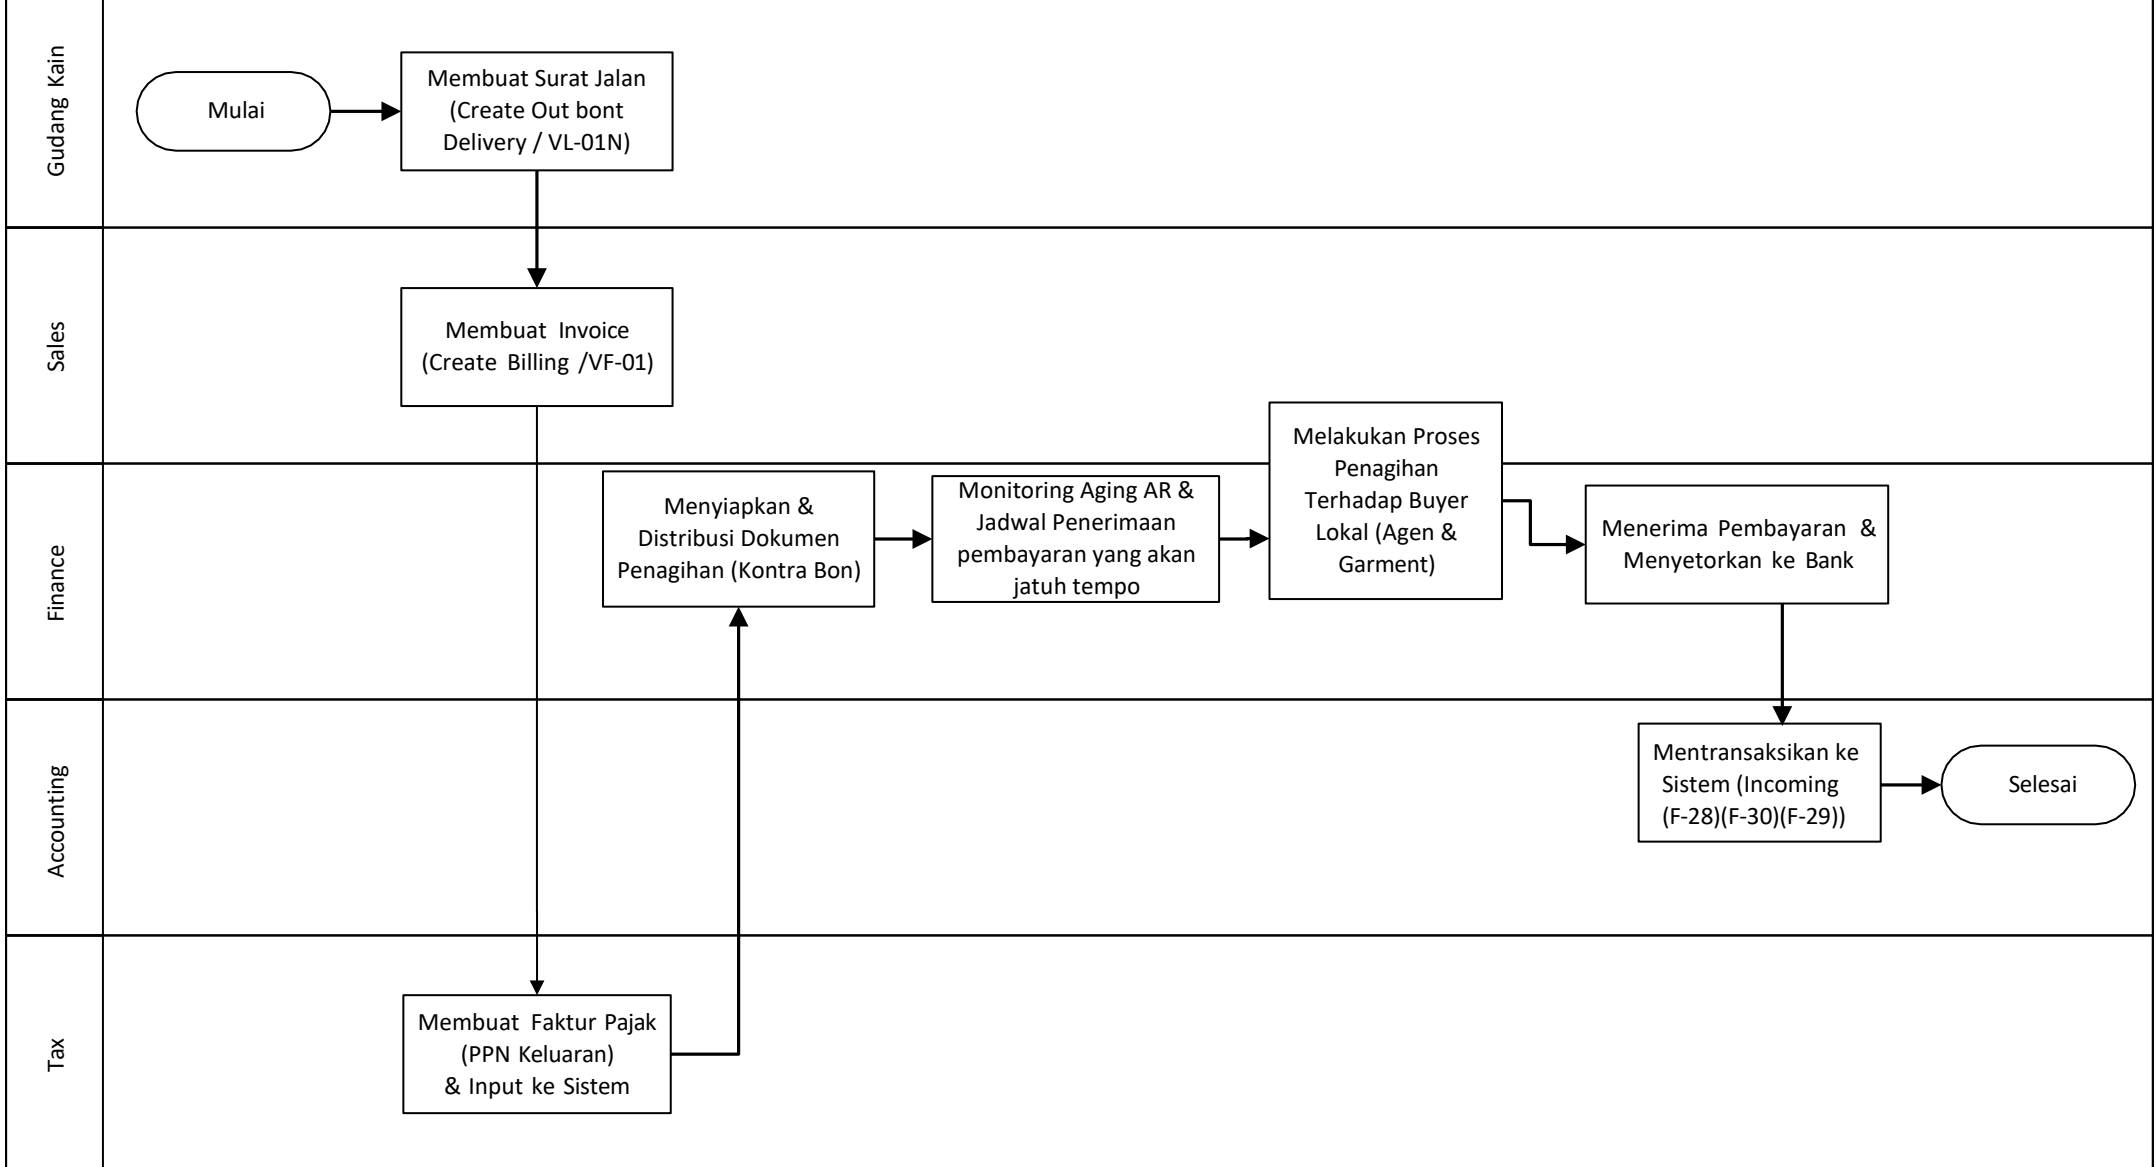 Gudang Kain
Mulai
Membuat Surat Jalan
(Create Out bont
Delivery / VL-01N)
Sales
Membuat Invoice
(Create Billing /VF-01)
Finance
Menyiapkan &
Distribusi Dokumen
Penagihan (Kontra Bon)
Monitoring Aging AR &
Jadwal Penerimaan
pembayaran yang akan
jatuh tempo
Melakukan Proses
Penagihan
Terhadap Buyer
Lokal (Agen &
Garment)
Menerima Pembayaran &
Menyetorkan ke Bank
Accounting
Mentransaksikan ke
Sistem (Incoming
(F-28)(F-30)(F-29))
Selesai
Tax
Membuat Faktur Pajak
(PPN Keluaran)
& Input ke Sistem